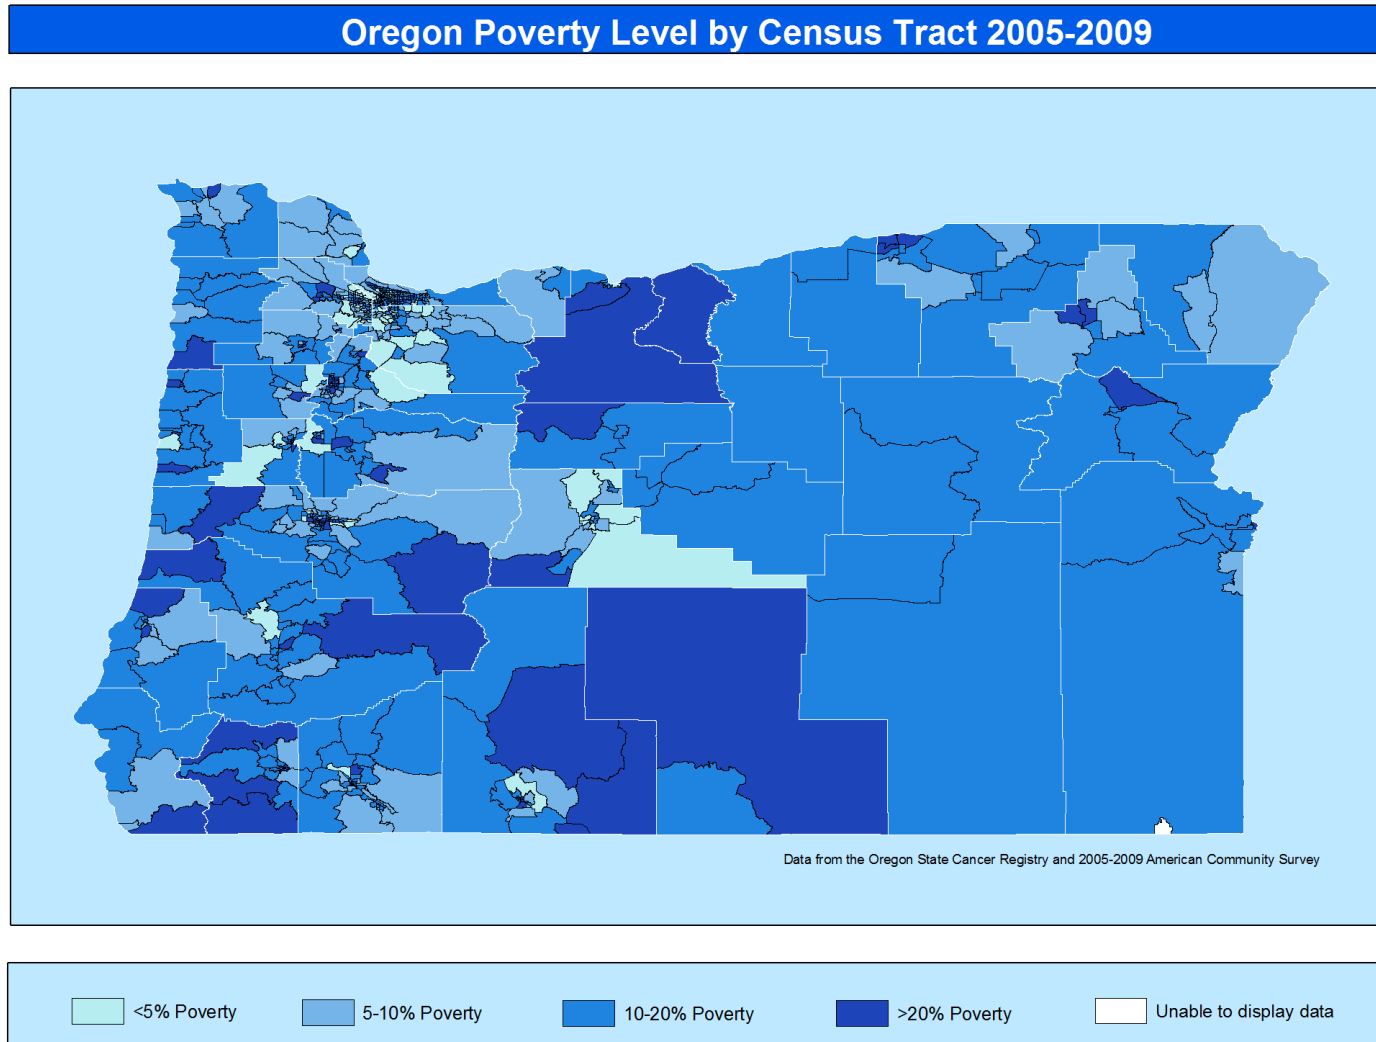 Oregon Poverty Level by Census Tract 2005-2009
Data from the Oregon State Cancer Registry and 2005-2009 American Community Survey
<5% Poverty
5-10% Poverty
10-20% Poverty
>20% Poverty
Unable to display data